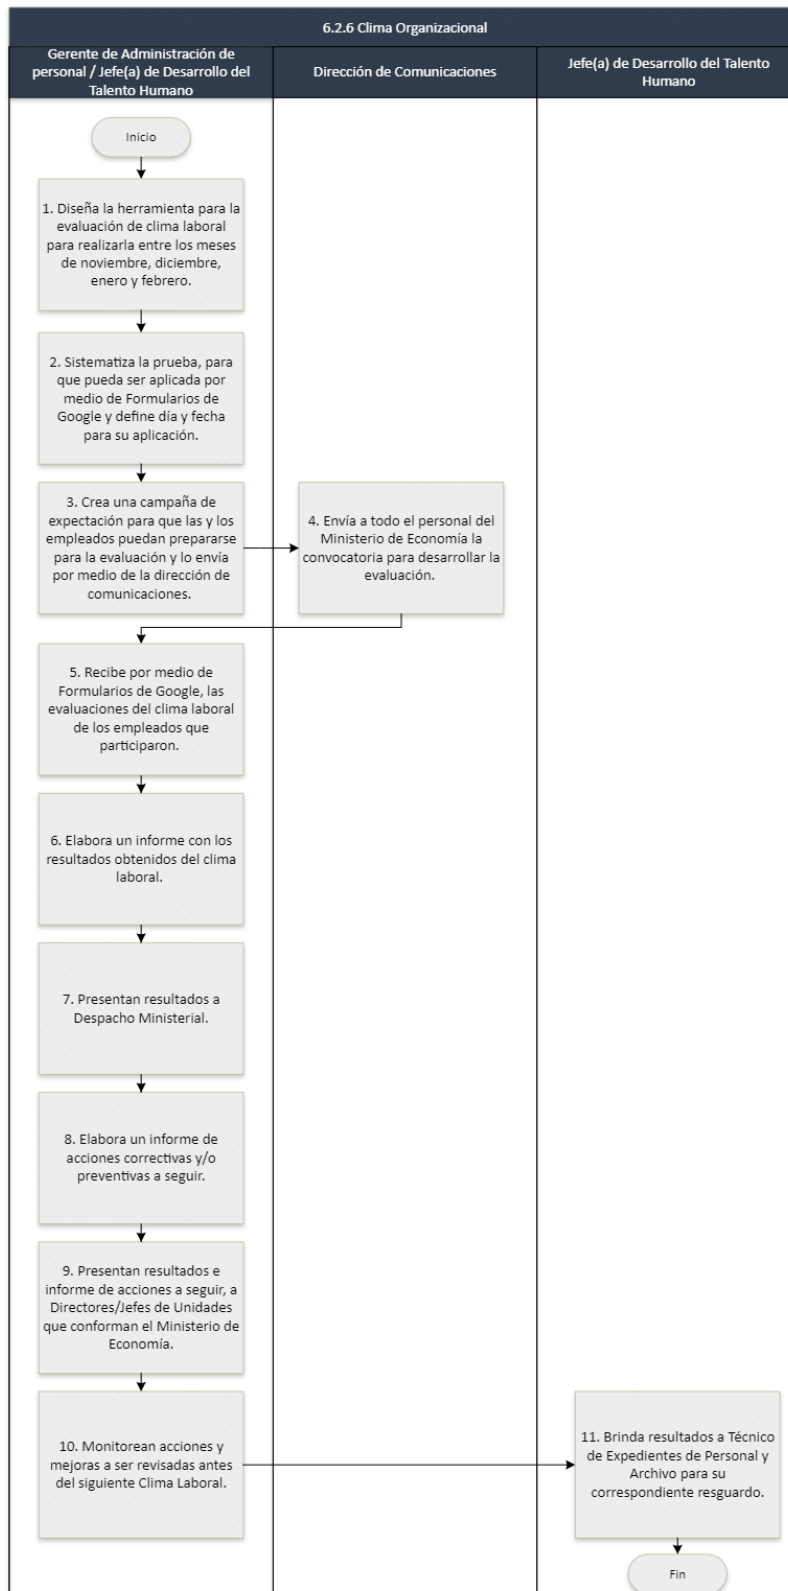 6.2.6 Clima Organizacional
Gerente de Administración de
personal / Jefe(a) de Desarrollo del
Talento Humano
Dirección de Comunicaciones
Jefe(a) de Desarrollo del Talento
Humano
Inicio
1. Diseña la herramienta para la
evaluación de clima laboral
para realizarla entre los meses
de noviembre, diciembre,
enero y febrero.
2. Sistematiza la prueba, para
que pueda ser aplicada por
medio de Formularios de
Google y define día y fecha
para su aplicación.
3. Crea una campaña de
expectación para que las y los
empleados puedan prepararse
para la evaluación y lo envía
por medio de la dirección de
comunicaciones.
4. Envía a todo el personal del
Ministerio de Economía la
convocatoria para desarrollar la
evaluación.
5. Recibe por medio de
Formularios de Google, las
evaluaciones del clima laboral
de los empleados que
participaron.
6. Elabora un informe con los
resultados obtenidos del clima
laboral.
7. Presentan resultados a
Despacho Ministerial.
8. Elabora un informe de
acciones correctivas y/o
preventivas a seguir.
9. Presentan resultados e
informe de acciones a seguir, a
Directores/Jefes de Unidades
que conforman el Ministerio de
Economía.
10. Monitorean acciones y
mejoras a ser revisadas antes
del siguiente Clima Laboral.
11. Brinda resultados a Técnico
de Expedientes de Personal y
Archivo para su
correspondiente resguardo.
Fin